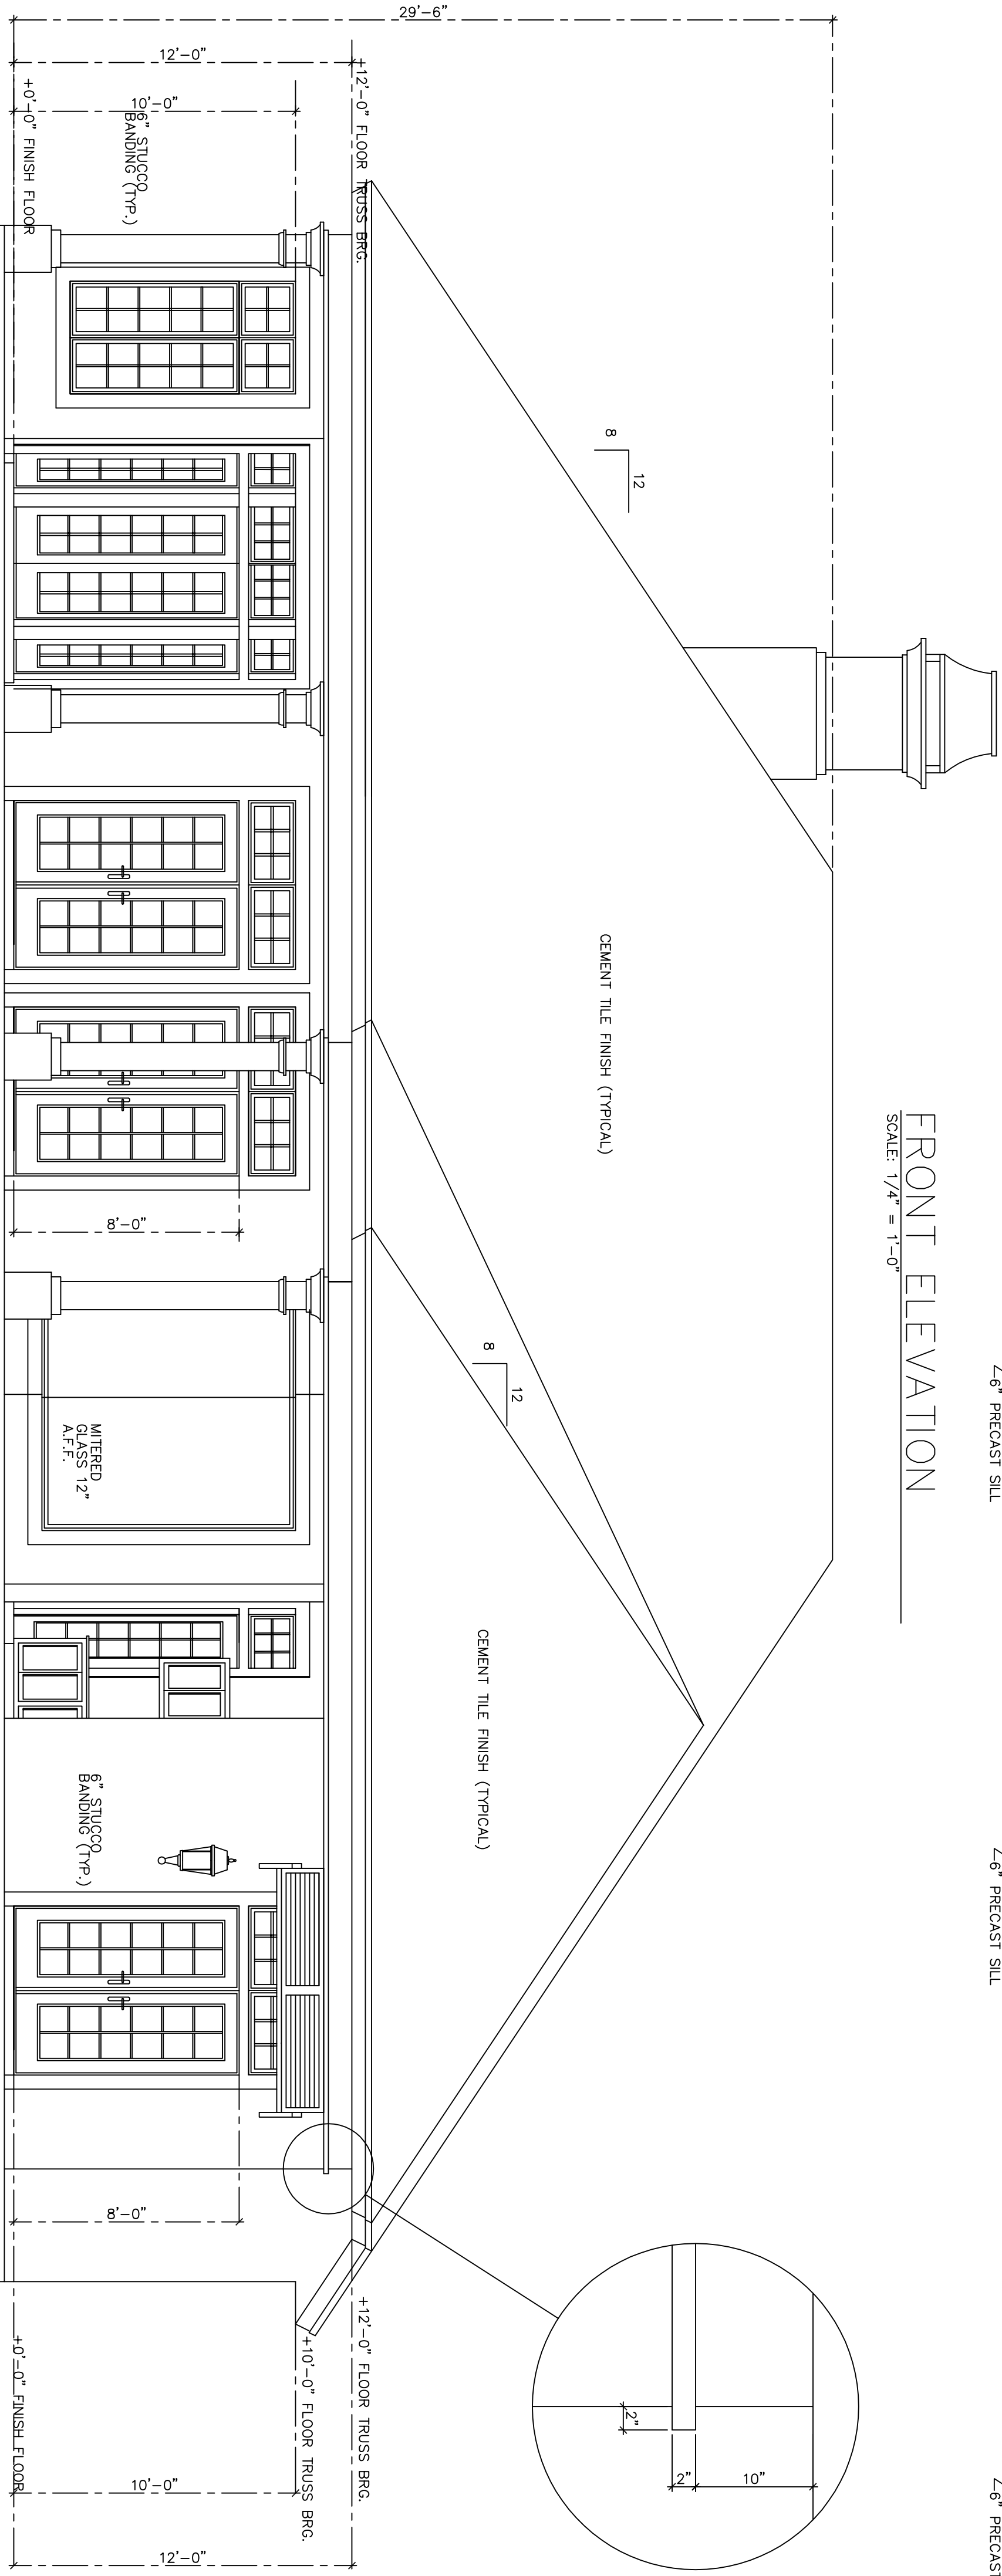 29'-6"
12'-0"
10'-0"
+12'-0" FLOOR TRUSS BRG.
+0'-0" FINISH FLOOR
6" STUCCO
BANDING (TYP.)
8
12
CEMENT TILE FINISH (TYPICAL)
FRONT ELEVATION
SCALE: 1/4" = 1'-0"
8'-0"
8
12
MITERED
GLASS 12"
A.F.F.
6" PRECAST SILL
CEMENT TILE FINISH (TYPICAL)
6" STUCCO
BANDING (TYP.)
6" PRECAST SILL
8'-0"
+12'-0" FLOOR TRUSS BRG.
+10'-0" FLOOR TRUSS BRG.
+0'-0" FINISH FLOOR
2"
2"
10"
10'-0"
12'-0"
6" PRECAST